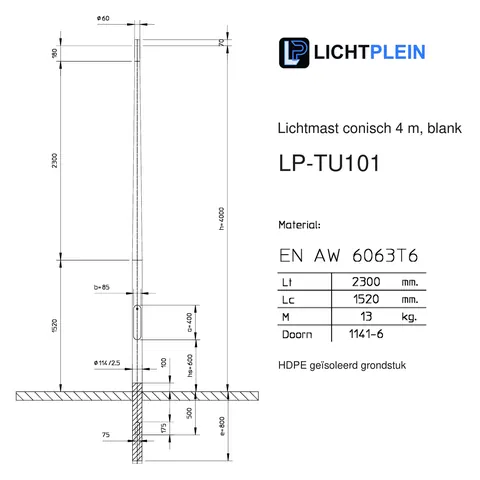 ø60
70
180
2300
h=4000
b=85
a=400
1520
ø114/2.5
100
hs=600
500
175
e=800
75
LP LICHTPLEIN
Lichtmast conisch 4 m, blank
LP-TU101
Material:
EN AW 6063T6
Lt 2300 mm.
Lc 1520 mm.
M 13 kg.
Doorn 1141-6
HDPE geïsoleerd grondstuk